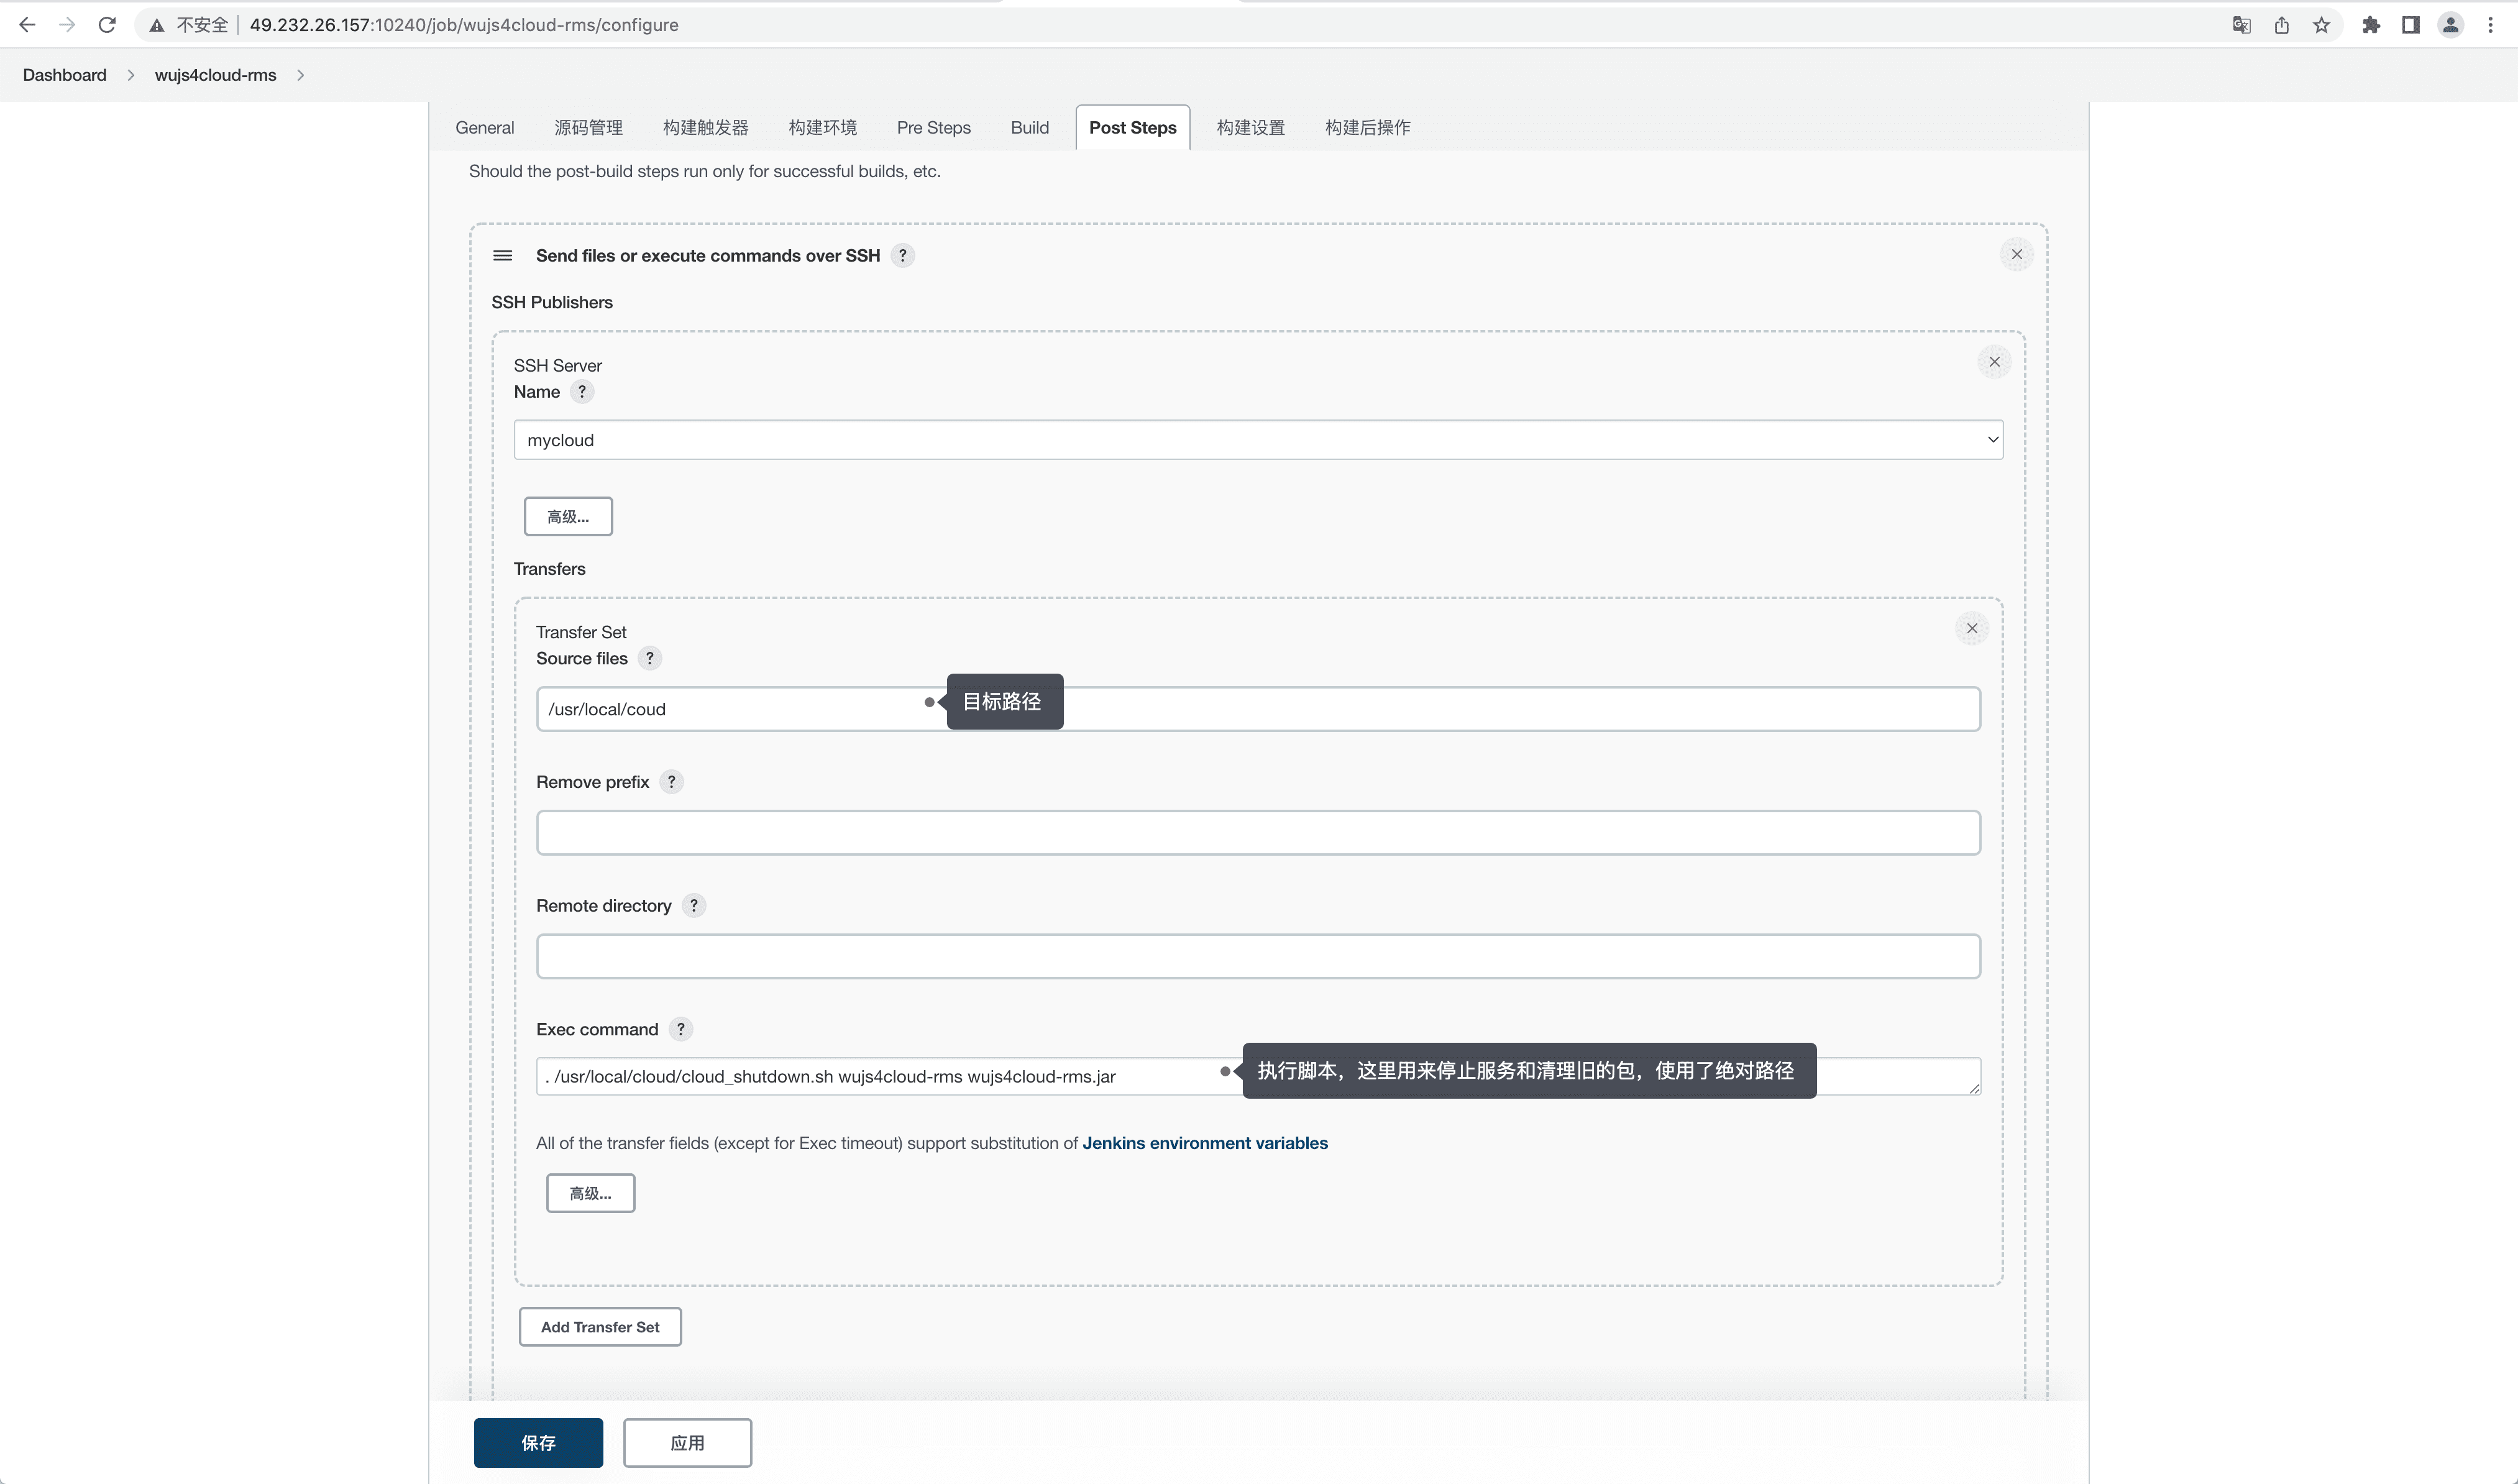 不安全 49.232.26.157:10240/job/wujs4cloud-rms/configure
Dashboard wujs4cloud-rms
General 源码管理 构建触发器 构建环境 Pre Steps Build Post Steps 构建设置 构建后操作
Should the post-build steps run only for successful builds, etc.
Send files or execute commands over SSH ?
SSH Publishers
SSH Server
Name ?
mycloud
高级...
Transfers
Transfer Set
Source files ?
/usr/local/coud 目标路径
Remove prefix ?
Remote directory ?
Exec command ?
. /usr/local/cloud/cloud_shutdown.sh wujs4cloud-rms wujs4cloud-rms.jar 执行脚本，这里用来停止服务和清理旧的包，使用了绝对路径
All of the transfer fields (except for Exec timeout) support substitution of Jenkins environment variables
高级...
Add Transfer Set
保存 应用